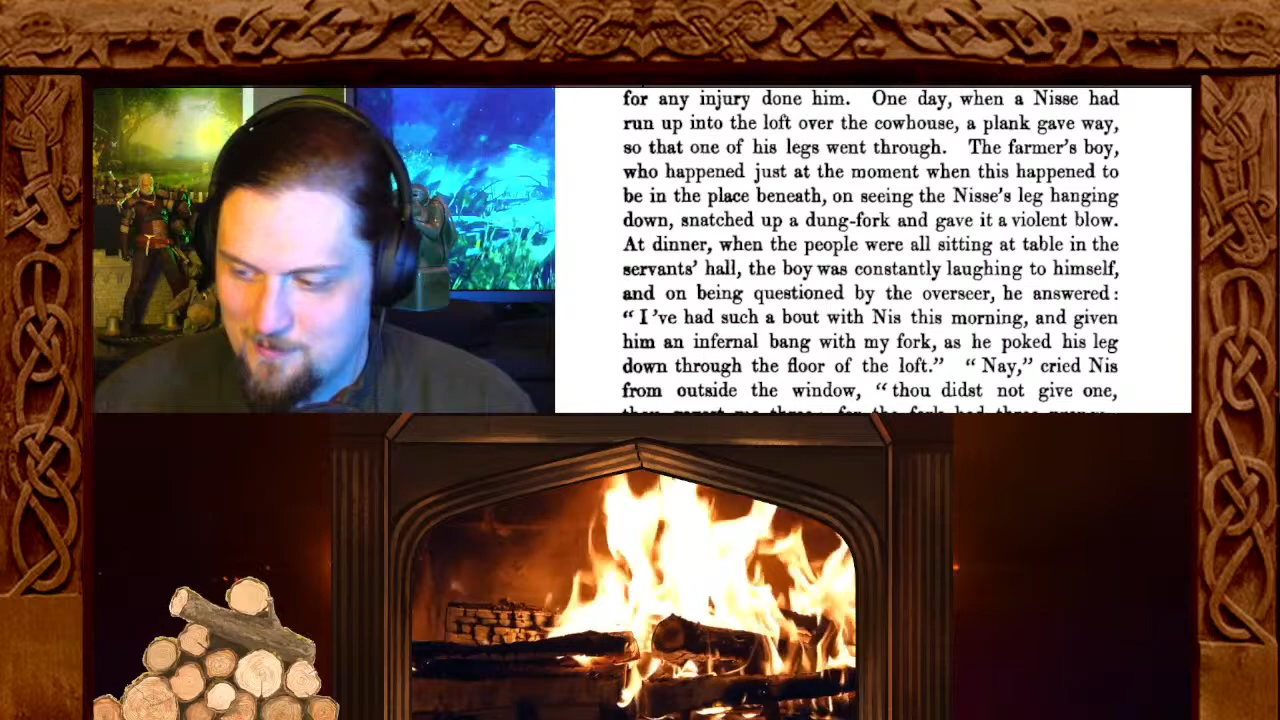 for any injury done him. One day, when a Nisse had
run up into the loft over the cowhouse, a plank gave way,
so that one of his legs went through. The farmer's boy,
who happened just at the moment when this happened to
be in the place beneath, on seeing the Nisse's leg hanging
down, snatched up a dung-fork and gave it a violent blow.
At dinner, when the people were all sitting at table in the
servants' hall, the boy was constantly laughing to himself,
and on being questioned by the overseer, he answered:
“I've had such a bout with Nis this morning, and given
him an infernal bang with my fork, as he poked his leg
down through the floor of the loft.” “Nay,” cried Nis
from outside the window, “thou didst not give one,